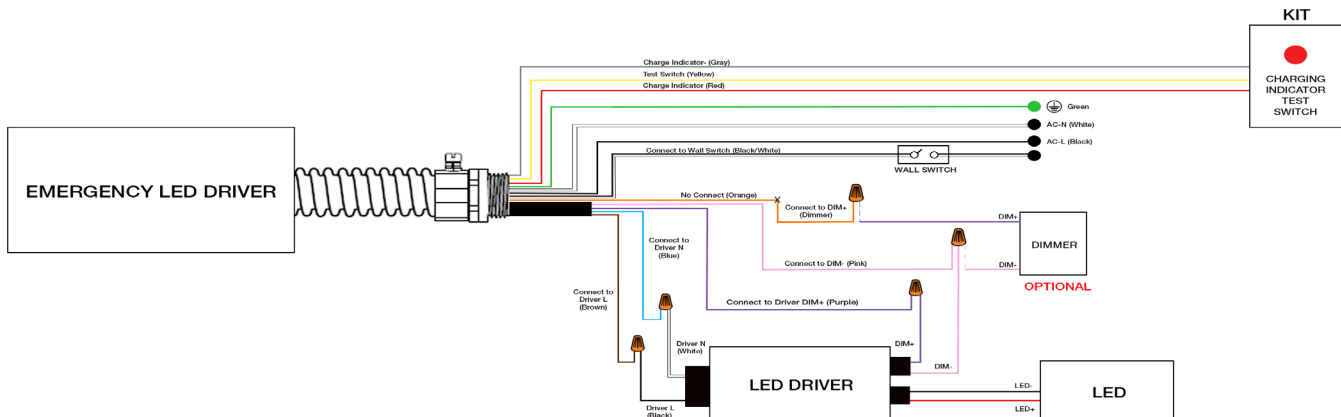 KIT
CHARGING
INDICATOR
TEST
SWITCH
Charge Indicator- (Gray)
Test Switch (Yellow)
Charge Indicator (Red)
Green
AC-N (White)
AC-L (Black)
Connect to Wall Switch (Black/White)
WALL SWITCH
EMERGENCY LED DRIVER
No Connect (Orange)
x
Connect to DIM+
(Dimmer)
DIM+
DIMMER
DIM-
OPTIONAL
Connect to
Driver N
(Blue)
Connect to DIM- (Pink)
Connect to
Driver L
(Brown)
Connect to Driver DIM+ (Purple)
Driver N
(White)
DIM+
DIM-
LED DRIVER
Driver L
(Black)
LED-
LED+
LED